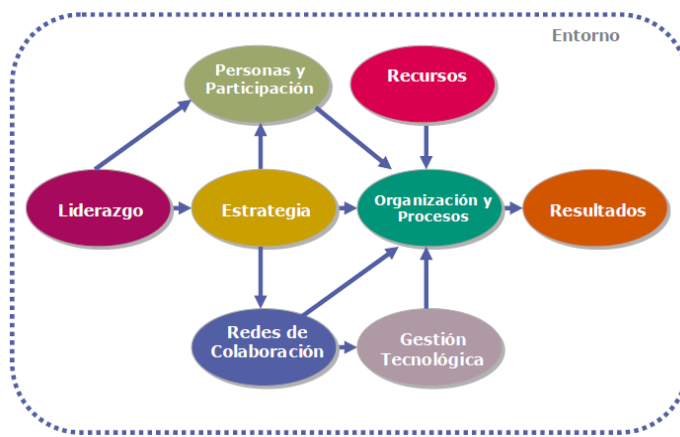 Entorno
Personas y
Participación
Recursos
Liderazgo
Estrategia
Organización y
Procesos
Resultados
Redes de
Colaboración
Gestión
Tecnológica